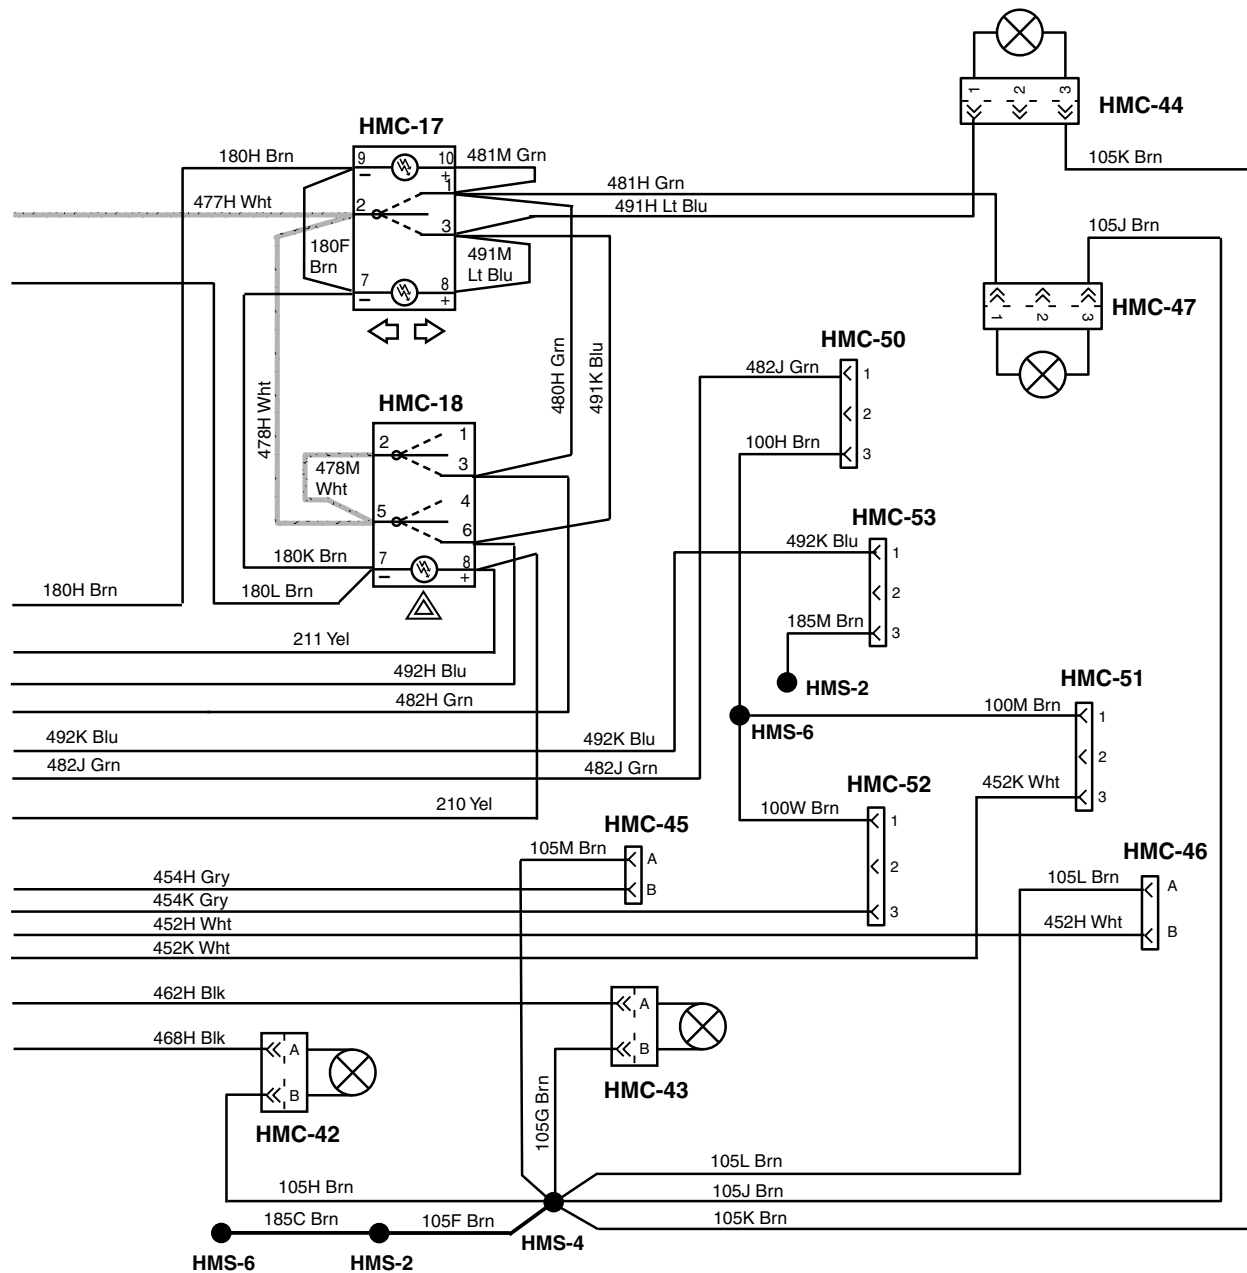 1 2 3
HMC-44
HMC-17
180H Brn
9
10
481M Grn
105K Brn
− +
1
481H Grn
477H Wht
2
491H Lt Blu
3
105J Brn
180F
Brn
491M
Lt Blu
7
8
− +
1 2 3
HMC-47
HMC-50
482J Grn
1
2
100H Brn
3
480H Grn
491K Blu
478H Wht
HMC-18
2
1
478M
Wht
3
4
5
6
HMC-53
492K Blu
1
2
185M Brn
3
HMS-2
180K Brn
7
8
− +
180H Brn
180L Brn
211 Yel
492H Blu
482H Grn
HMC-51
100M Brn
1
2
452K Wht
3
HMS-6
492K Blu
492K Blu
482J Grn
482J Grn
HMC-52
100W Brn
1
2
3
210 Yel
HMC-45
105M Brn
A
B
HMC-46
105L Brn
A
452H Wht
B
454H Gry
454K Gry
452H Wht
452K Wht
462H Blk
A
B
HMC-43
468H Blk
A
B
HMC-42
105G Brn
105L Brn
105H Brn
105J Brn
185C Brn
105F Brn
105K Brn
HMS-4
HMS-6
HMS-2